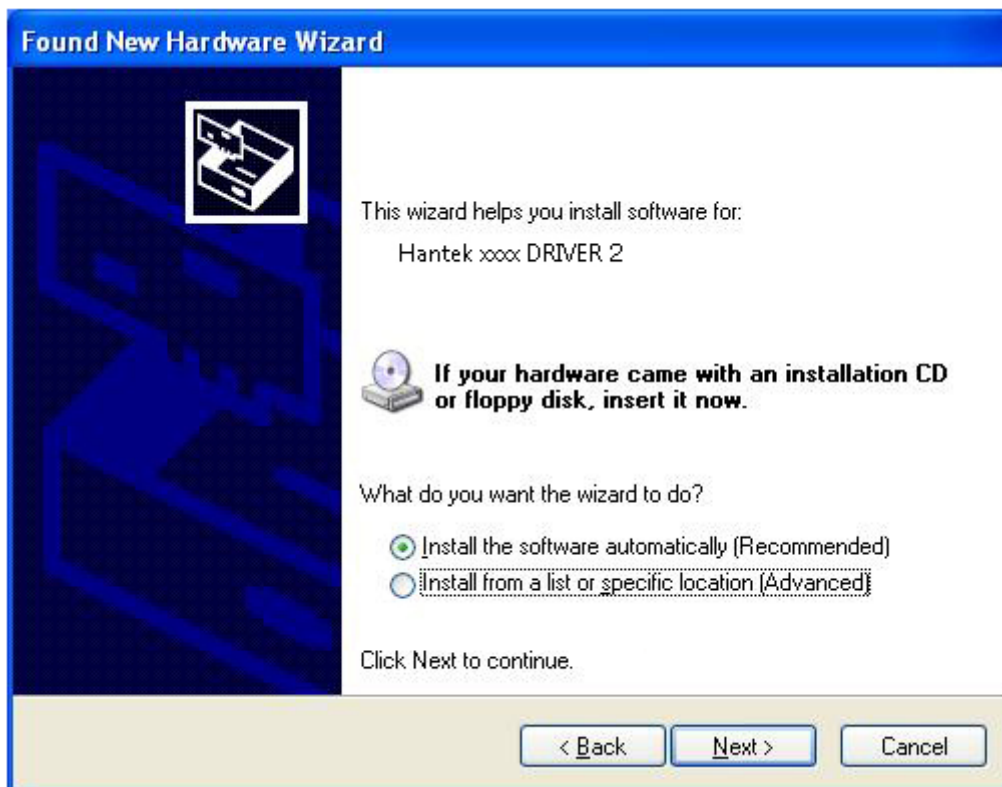 Found New Hardware Wizard
This wizard helps you install software for:
Hantek xxxx DRIVER 2
If your hardware came with an installation CD
or floppy disk, insert it now.
What do you want the wizard to do?
Install the software automatically (Recommended)
Install from a list or specific location (Advanced)
Click Next to continue.
< Back
Next >
Cancel